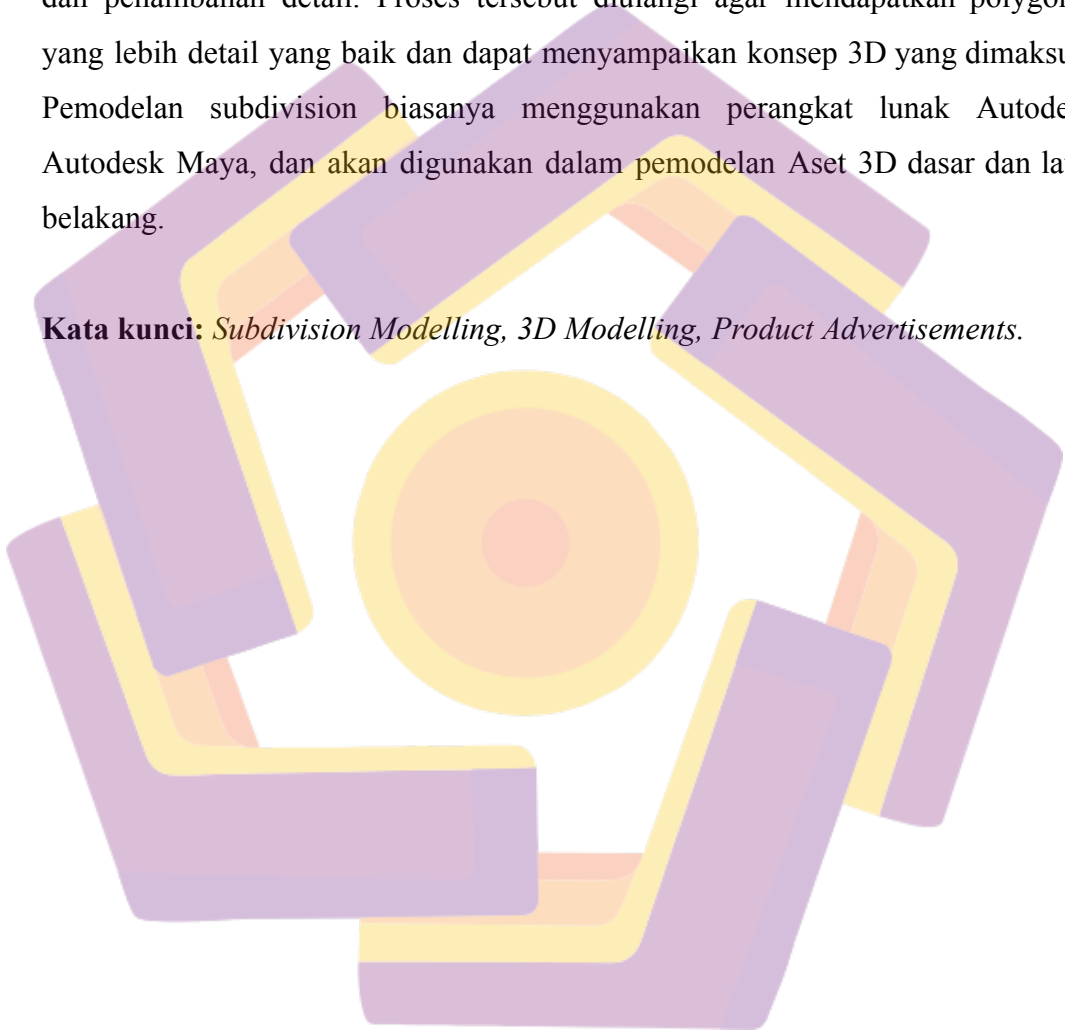 dan penambahan detail. Proses tersebut diulangi agar mendapatkan polygon
yang lebih detail yang baik dan dapat menyampaikan konsep 3D yang dimaksu
Pemodelan subdivision biasanya menggunakan perangkat lunak Autode
Autodesk Maya, dan akan digunakan dalam pemodelan Aset 3D dasar dan la
belakang.
Kata kunci: Subdivision Modelling, 3D Modelling, Product Advertisements.